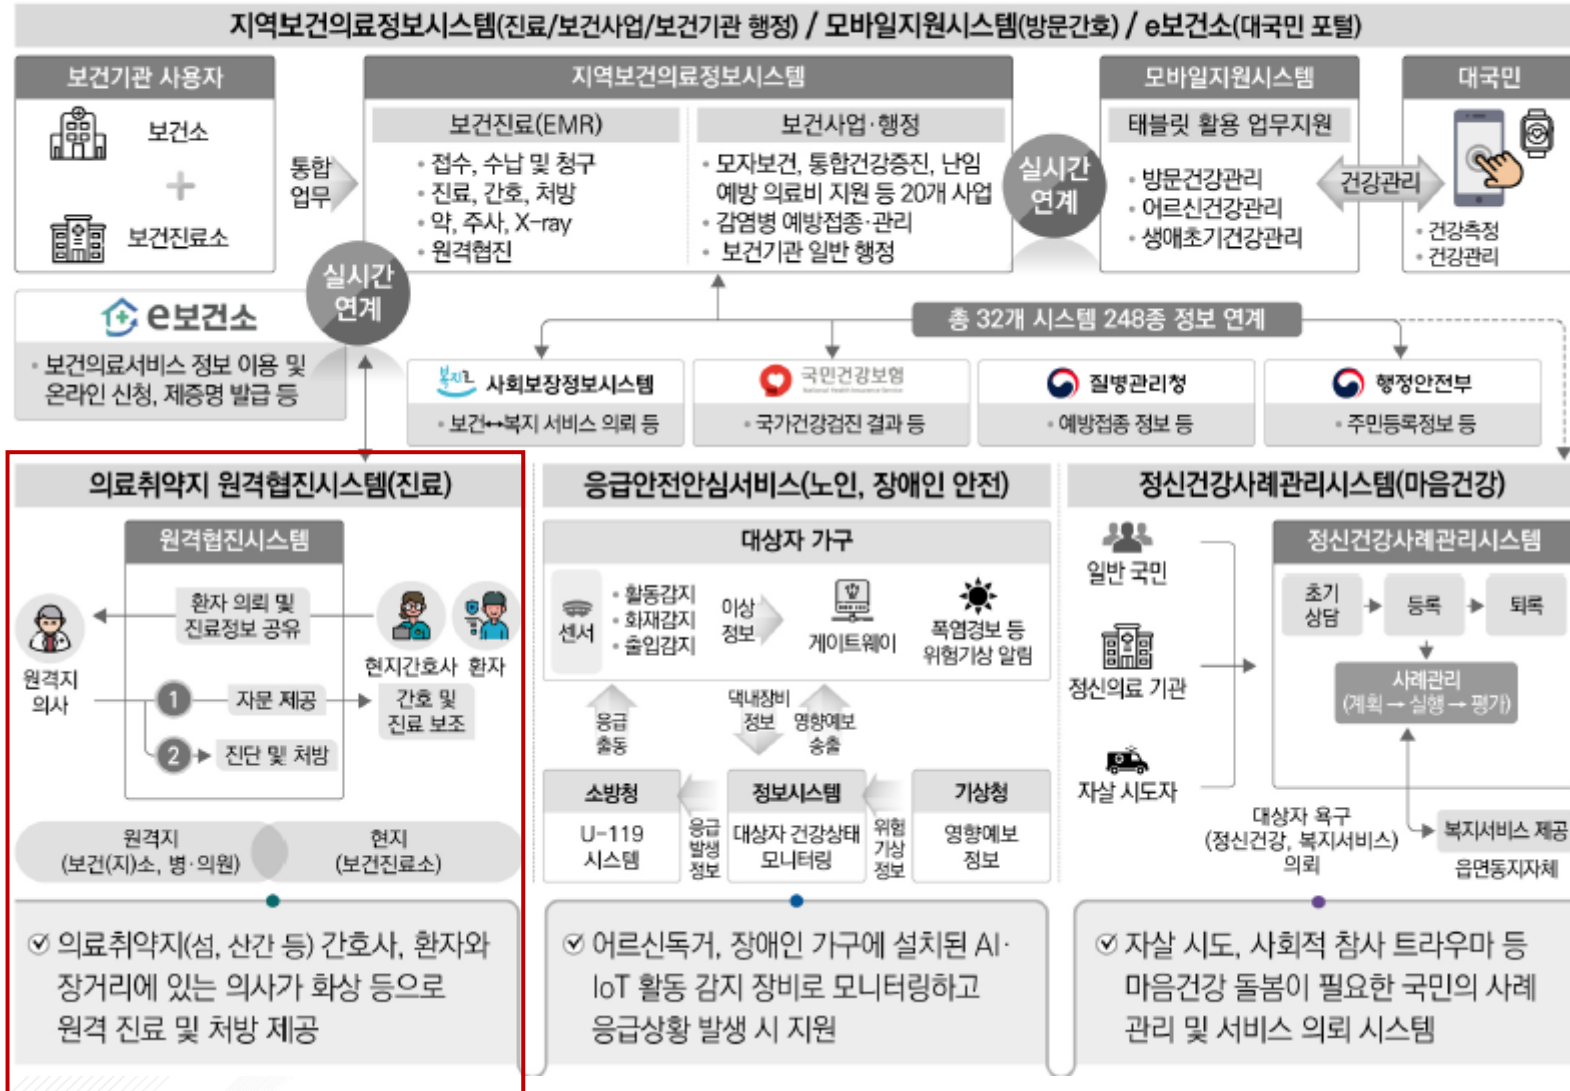 지역보건의료정보시스템(진료/보건사업/보건기관 행정) / 모바일지원시스템(방문간호) / e보건소(대국민 포털)
보건기관 사용자
보건소
+
보건진료소
통합
업무
지역보건의료정보시스템
보건진료(EMR)
• 접수, 수납 및 청구
• 진료, 간호, 처방
• 약, 주사, X-ray
• 원격협진
보건사업·행정
• 모자보건, 통합건강증진, 난임
예방 의료비 지원 등 20개 사업
• 감염병 예방접종·관리
• 보건기관 일반 행정
실시간
연계
모바일지원시스템
태블릿 활용 업무지원
• 방문건강관리
• 어르신건강관리
• 생애초기건강관리
건강관리
대국민
• 건강측정
• 건강관리
실시간
연계
e보건소
• 보건의료서비스 정보 이용 및
온라인 신청, 제증명 발급 등
총 32개 시스템 248종 정보 연계
복지로 사회보장정보시스템
• 보건↔복지 서비스 의뢰 등
국민건강보험
National Health Insurance Service
• 국가건강검진 결과 등
질병관리청
• 예방접종 정보 등
행정안전부
• 주민등록정보 등
의료취약지 원격협진시스템(진료)
원격협진시스템
환자 의뢰 및
진료정보 공유
원격지
의사
현지간호사 환자
1 자문 제공
간호 및
진료 보조
2 진단 및 처방
원격지
(보건(지)소, 병·의원)
현지
(보건진료소)
의료취약지(섬, 산간 등) 간호사, 환자와
장거리에 있는 의사가 화상 등으로
원격 진료 및 처방 제공
응급안전안심서비스(노인, 장애인 안전)
대상자 가구
센서
• 활동감지
• 화재감지
• 출입감지
이상
정보
게이트웨이
폭염경보 등
위험기상 알림
응급
출동
댁내장비
정보
영향예보
송출
소방청
U-119
시스템
응급
발생
정보
정보시스템
대상자 건강상태
모니터링
위험
기상
정보
기상청
영향예보
정보
어르신독거, 장애인 가구에 설치된 AI·
IoT 활동 감지 장비로 모니터링하고
응급상황 발생 시 지원
정신건강사례관리시스템(마음건강)
일반 국민
정신의료 기관
자살 시도자
정신건강사례관리시스템
초기
상담
등록
퇴록
사례관리
(계획 → 실행 → 평가)
대상자 욕구
(정신건강, 복지서비스)
의뢰
복지서비스 제공
읍면동지자체
자살 시도, 사회적 참사 트라우마 등
마음건강 돌봄이 필요한 국민의 사례
관리 및 서비스 의뢰 시스템